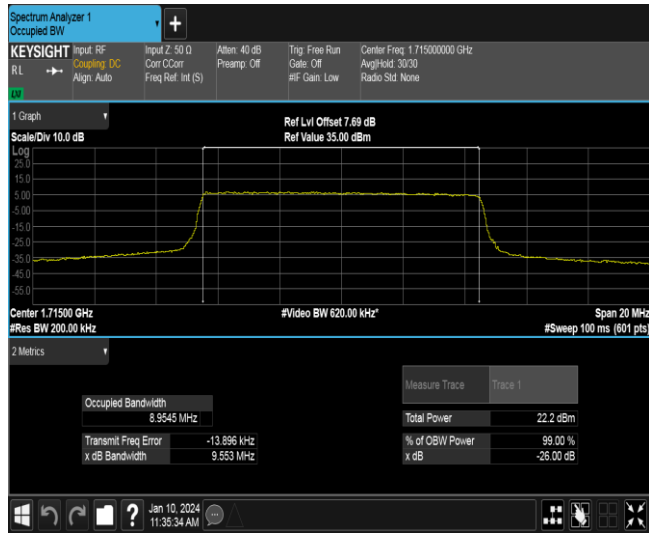 Spectrum Analyzer 1
Occupied BW
+
KEYSIGHT
RL
Input: RF
Coupling: DC
Align: Auto
Input Z: 50 Ω
Corr CCorr
Freq Ref: Int (S)
Atten: 40 dB
Preamp: Off
Trig: Free Run
Gate: Off
#IF Gain: Low
Center Freq: 1.715000000 GHz
Avg|Hold: 30/30
Radio Std: None
LXI
1 Graph
Scale/Div 10.0 dB
Ref Lvl Offset 7.69 dB
Ref Value 35.00 dBm
Log
25.0
15.0
5.00
-5.00
-15.0
-25.0
-35.0
-45.0
-55.0
Center 1.71500 GHz
#Res BW 200.00 kHz
#Video BW 620.00 kHz*
Span 20 MHz
#Sweep 100 ms (601 pts)
2 Metrics
Measure Trace
Trace 1
Occupied Bandwidth
8.9545 MHz
Total Power
22.2 dBm
Transmit Freq Error
-13.896 kHz
% of OBW Power
99.00 %
x dB Bandwidth
9.553 MHz
x dB
-26.00 dB
?
Jan 10, 2024
11:35:34 AM